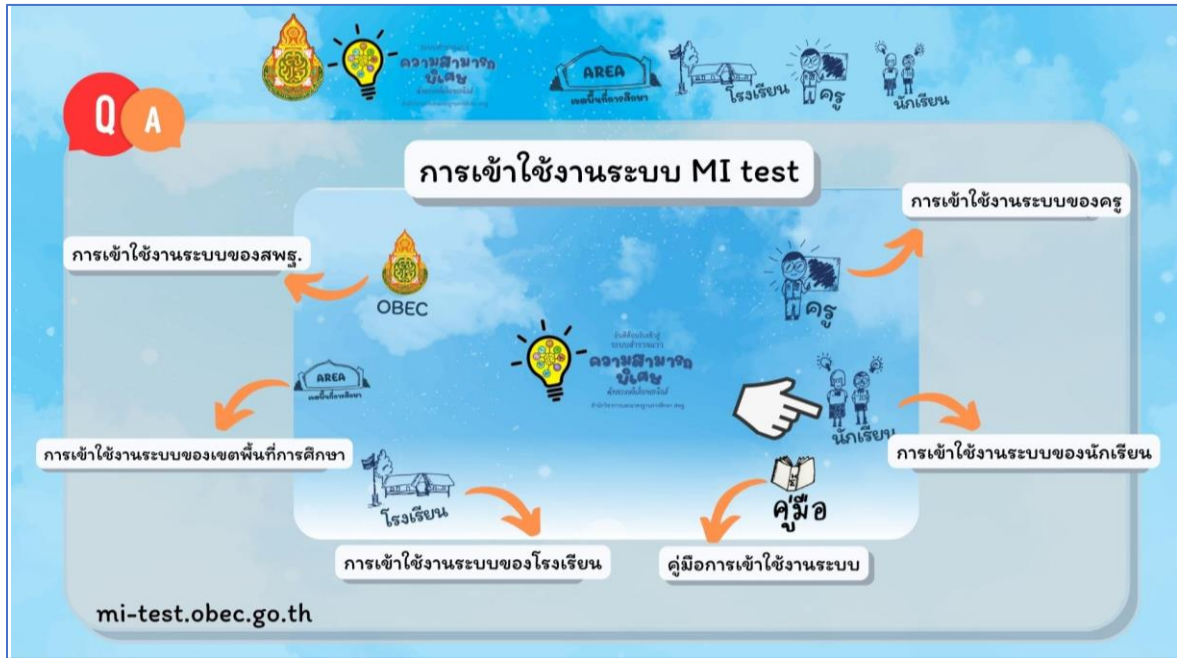 ความสามารถ
พิเศษ
AREA
เขตพื้นที่การศึกษา
โรงเรียน
ครู
นักเรียน
Q A
การเข้าใช้งานระบบ MI test
การเข้าใช้งานระบบของครู
การเข้าใช้งานระบบของสพฐ.
OBEC
ครู
ความสามารถ
พิเศษ
AREA
เขตพื้นที่การศึกษา
นักเรียน
การเข้าใช้งานระบบของเขตพื้นที่การศึกษา
การเข้าใช้งานระบบของนักเรียน
โรงเรียน
MI
คู่มือ
การเข้าใช้งานระบบของโรงเรียน
คู่มือการเข้าใช้งานระบบ
mi-test.obec.go.th